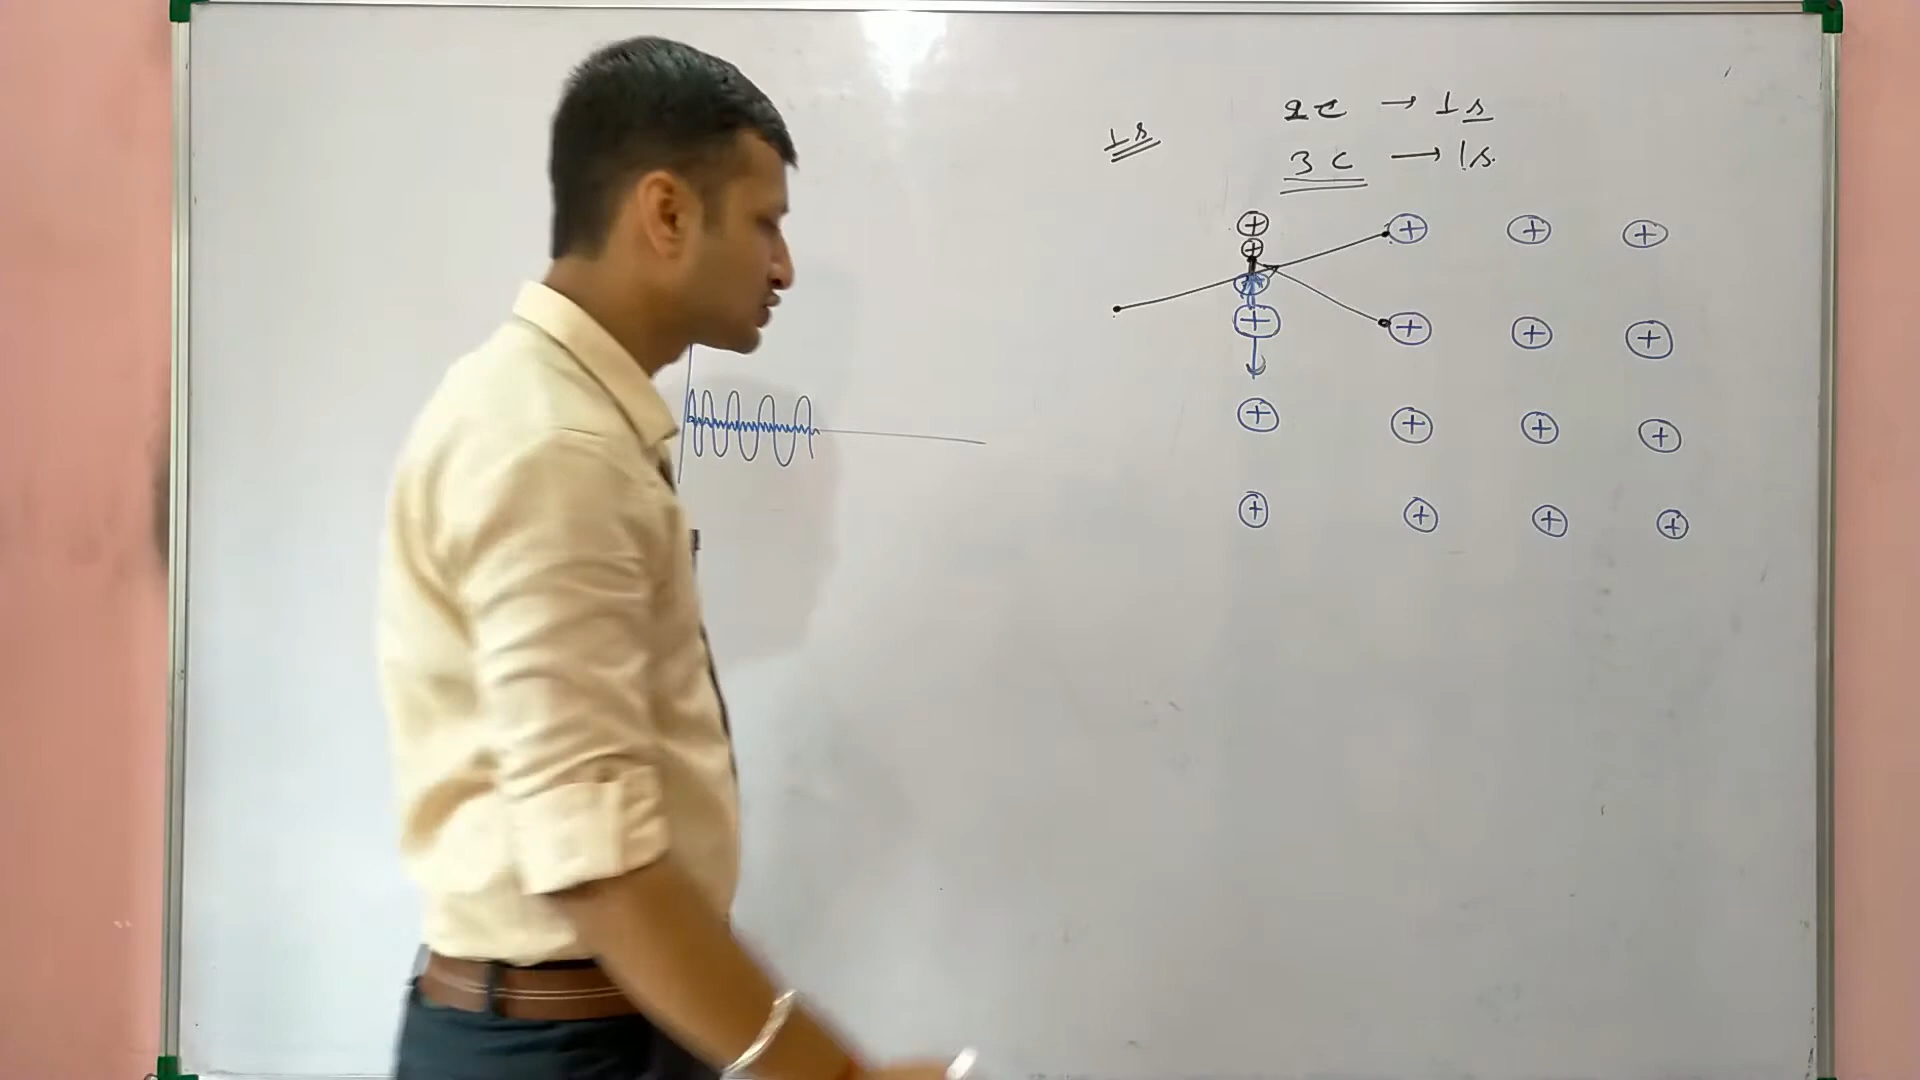 2C → 1s
1s
3C → 1s.
+
+ + + +
+ + + +
+ + + +
+ + + +